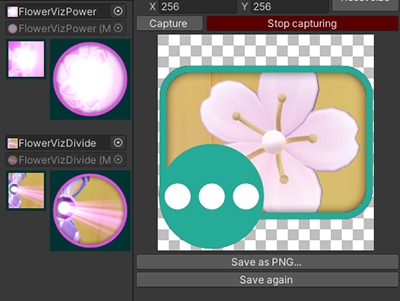 FlowerVizPower
FlowerVizPower (M
FlowerVizDivide
FlowerVizDivide (M
X 256 Y 256
Capture Stop capturing
Save as PNG...
Save again